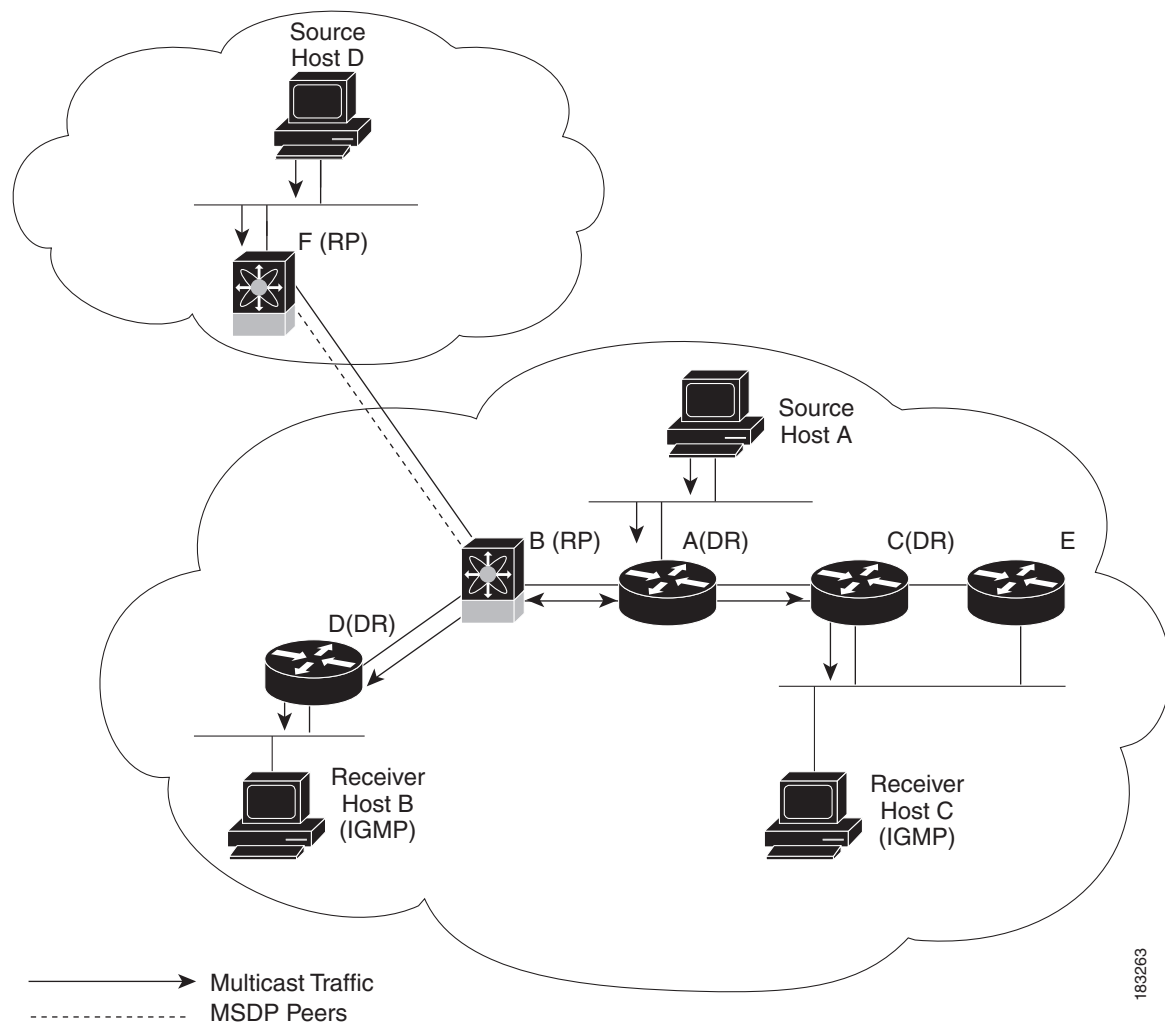 Source
Host D
F (RP)
Source
Host A
B (RP)
A(DR)
C(DR)
E
D(DR)
Receiver
Host B
(IGMP)
Receiver
Host C
(IGMP)
Multicast Traffic
MSDP Peers
183263